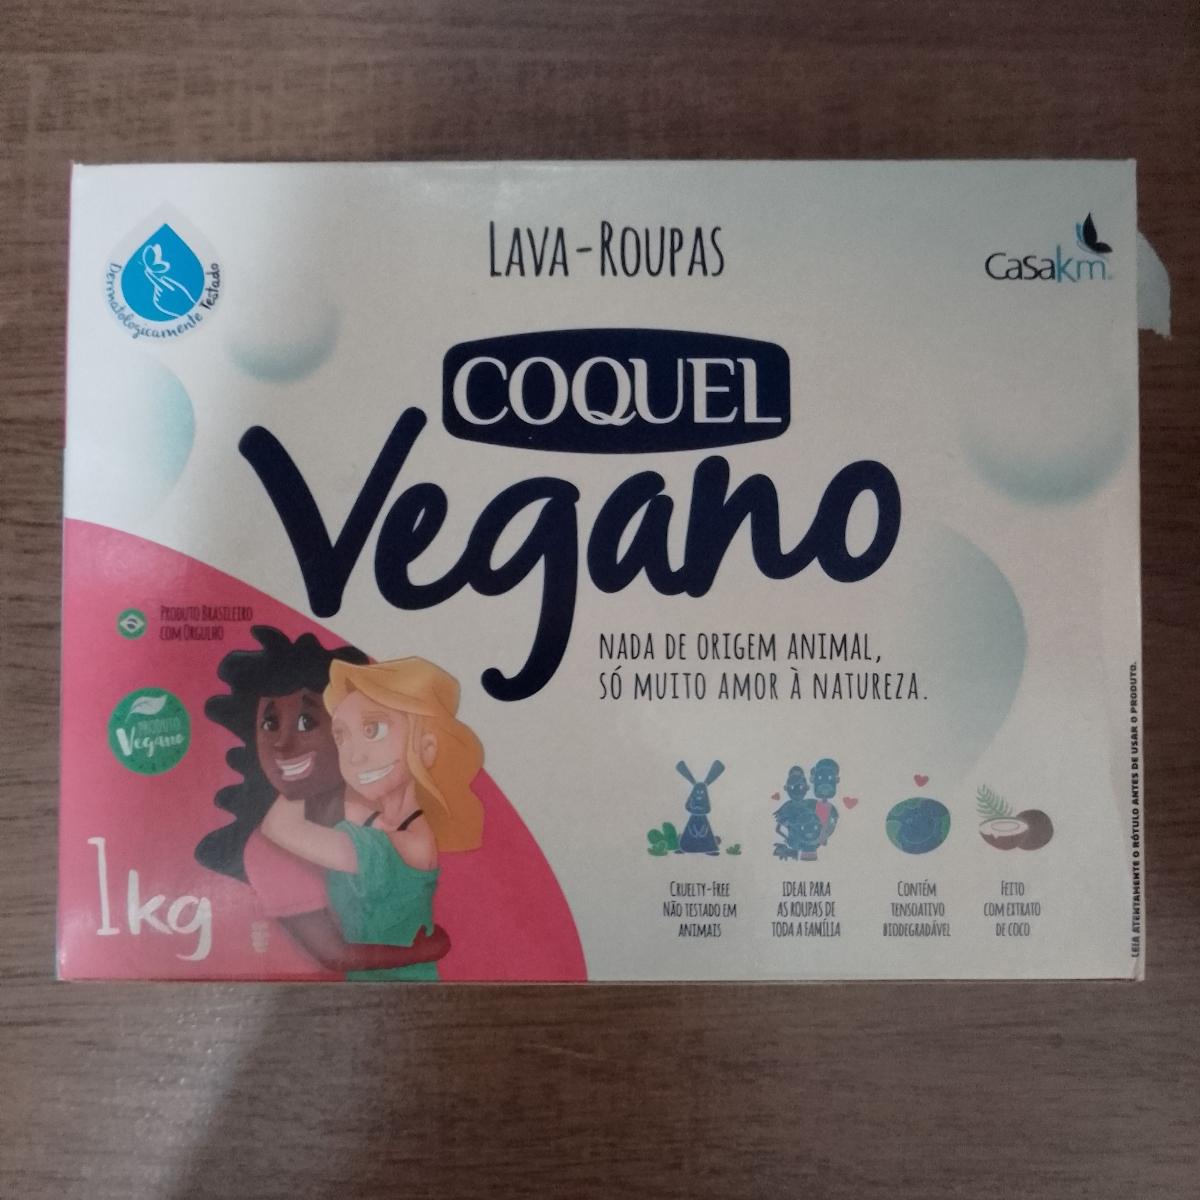 Lava-Roupas
Dermatologicamente Testado
Casakm
COQUEL
Vegano
NADA DE ORIGEM ANIMAL,
SÓ MUITO AMOR À NATUREZA.
PRODUTO BRASILEIRO
COM ORGULHO
PRODUTO
Vegano
1kg
CRUELTY-FREE
NÃO TESTADO EM
ANIMAIS
IDEAL PARA
AS ROUPAS DE
TODA A FAMÍLIA
CONTÉM
TENSOATIVO
BIODEGRADÁVEL
FEITO
COM EXTRATO
DE COCO
LEIA ATENTAMENTE O RÓTULO ANTES DE USAR O PRODUTO.